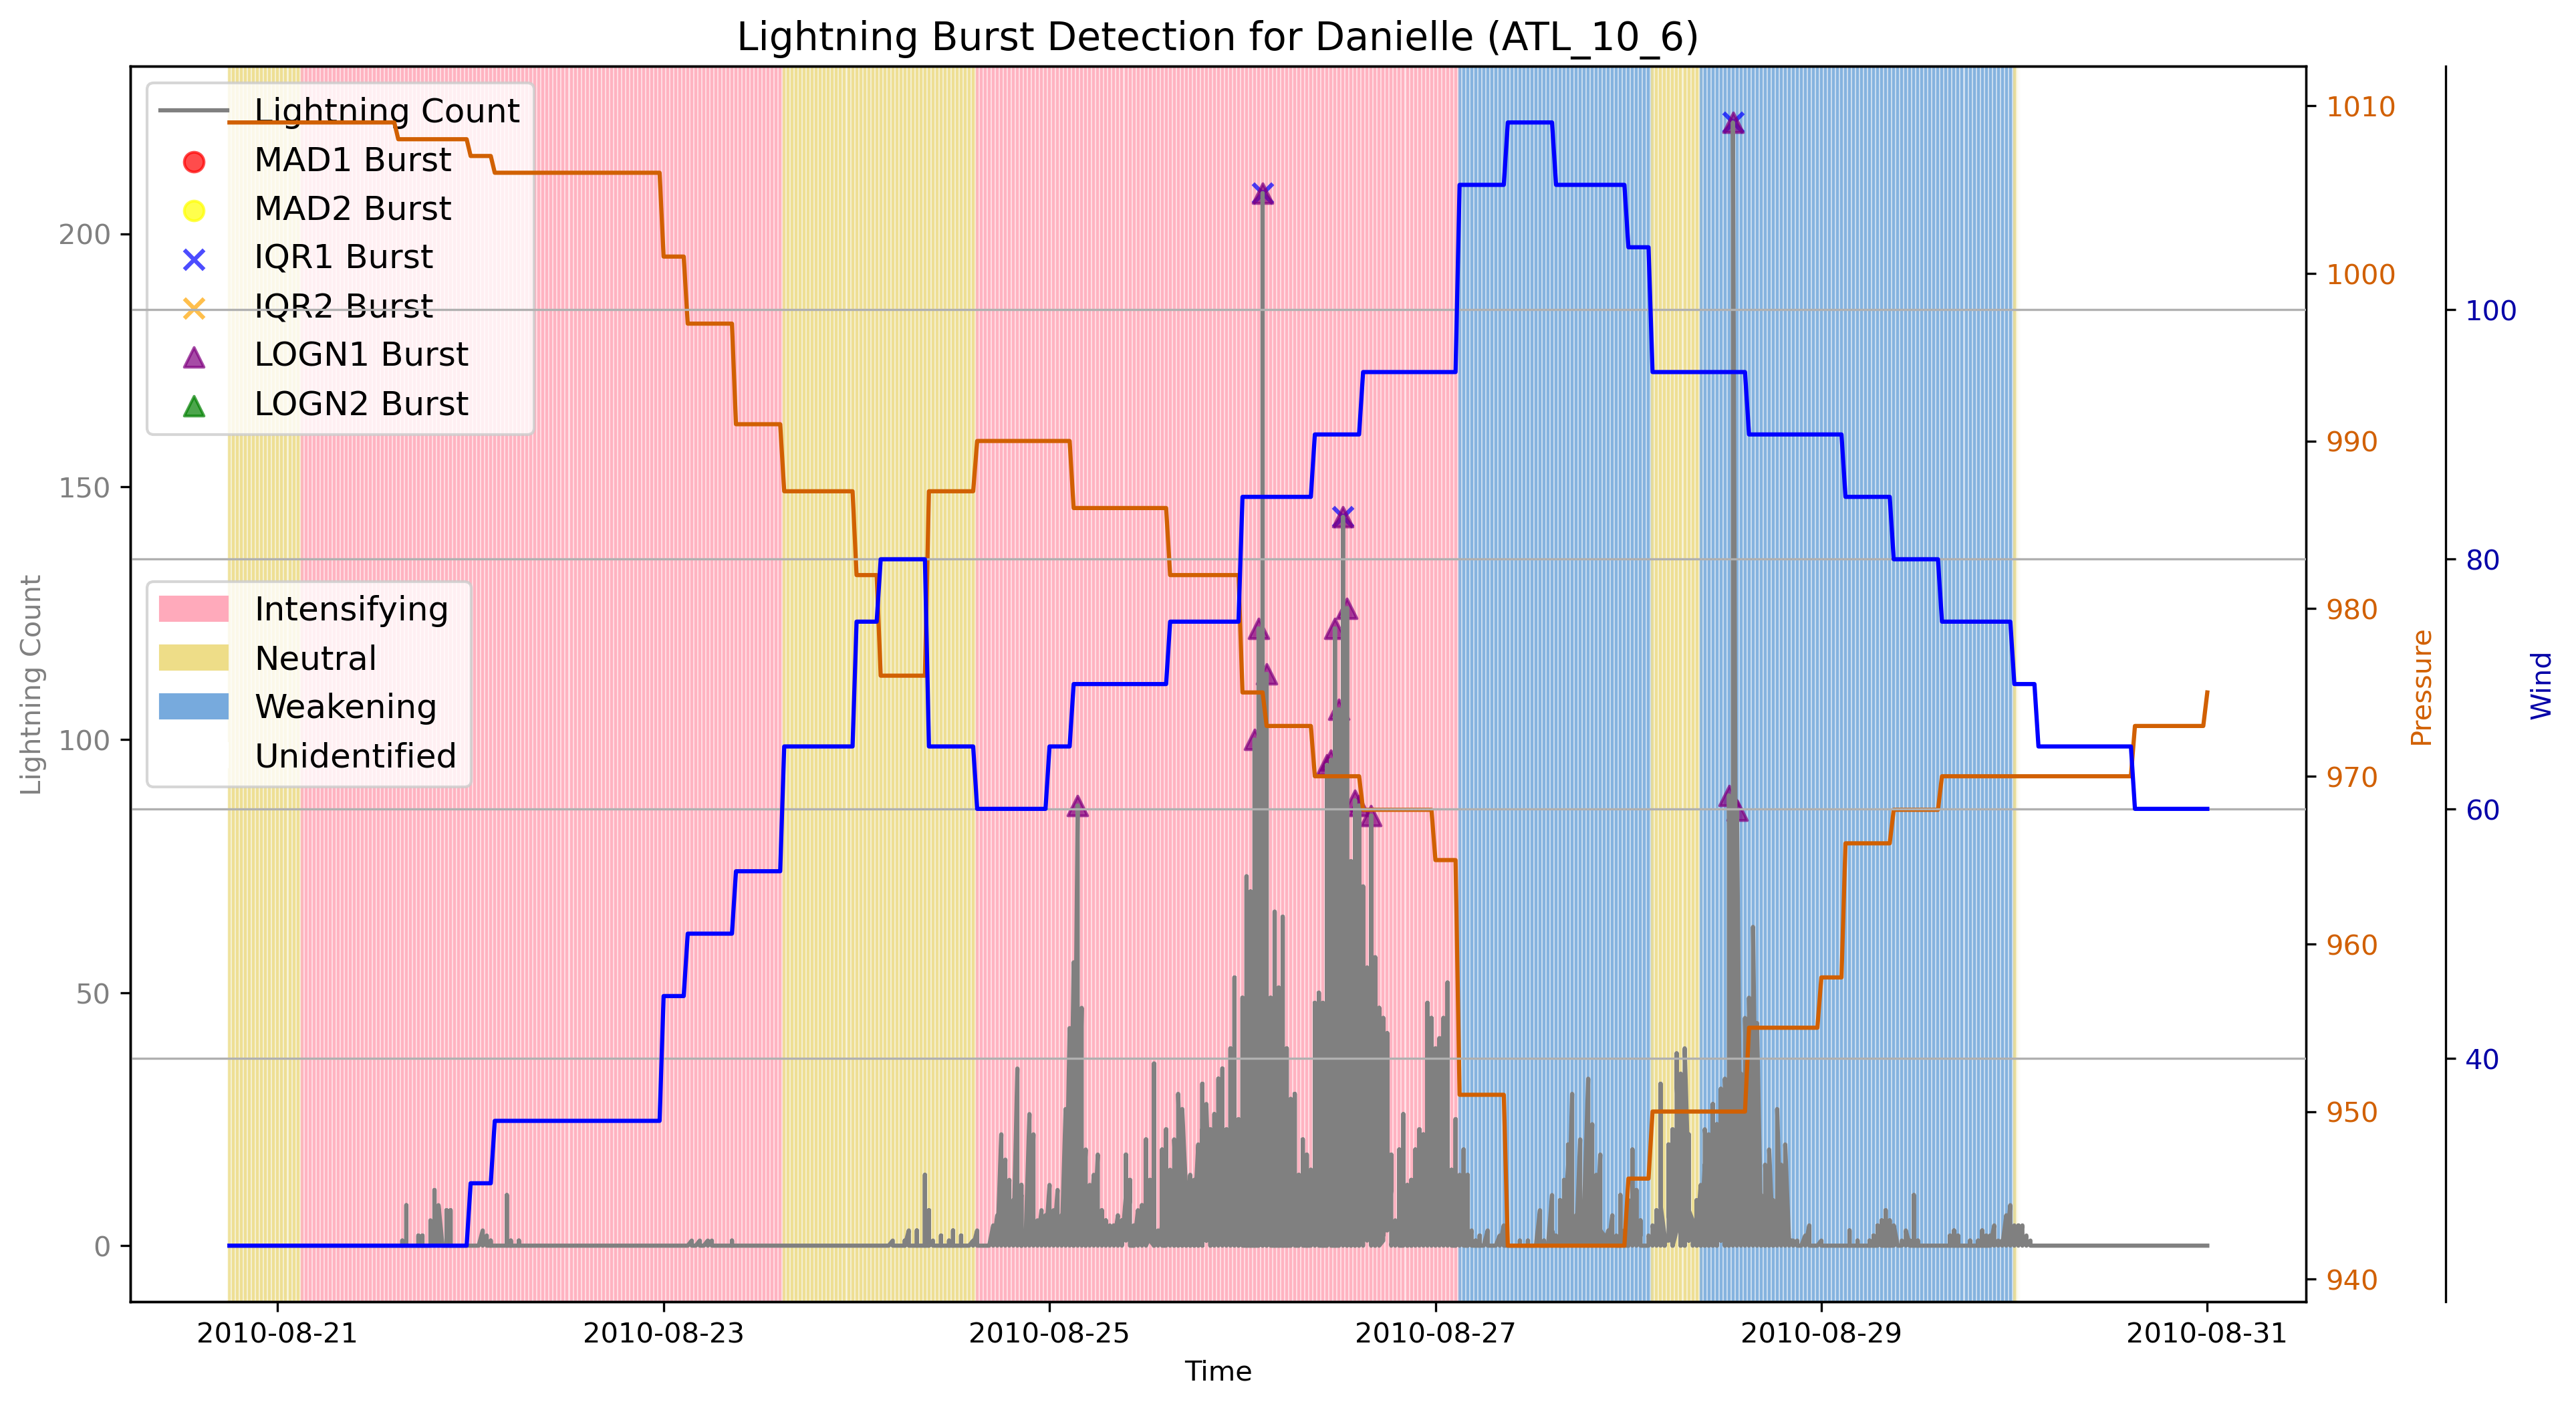 Lightning Burst Detection for Danielle (ATL_10_6)
Lightning Count
MAD1 Burst
MAD2 Burst
IQR1 Burst
IQR2 Burst
LOGN1 Burst
LOGN2 Burst
Intensifying
Neutral
Weakening
Unidentified
Lightning Count
200
150
100
50
0
1010
1000
990
980
970
960
950
940
Pressure
100
80
60
40
Wind
2010-08-21
2010-08-23
2010-08-25
2010-08-27
2010-08-29
2010-08-31
Time